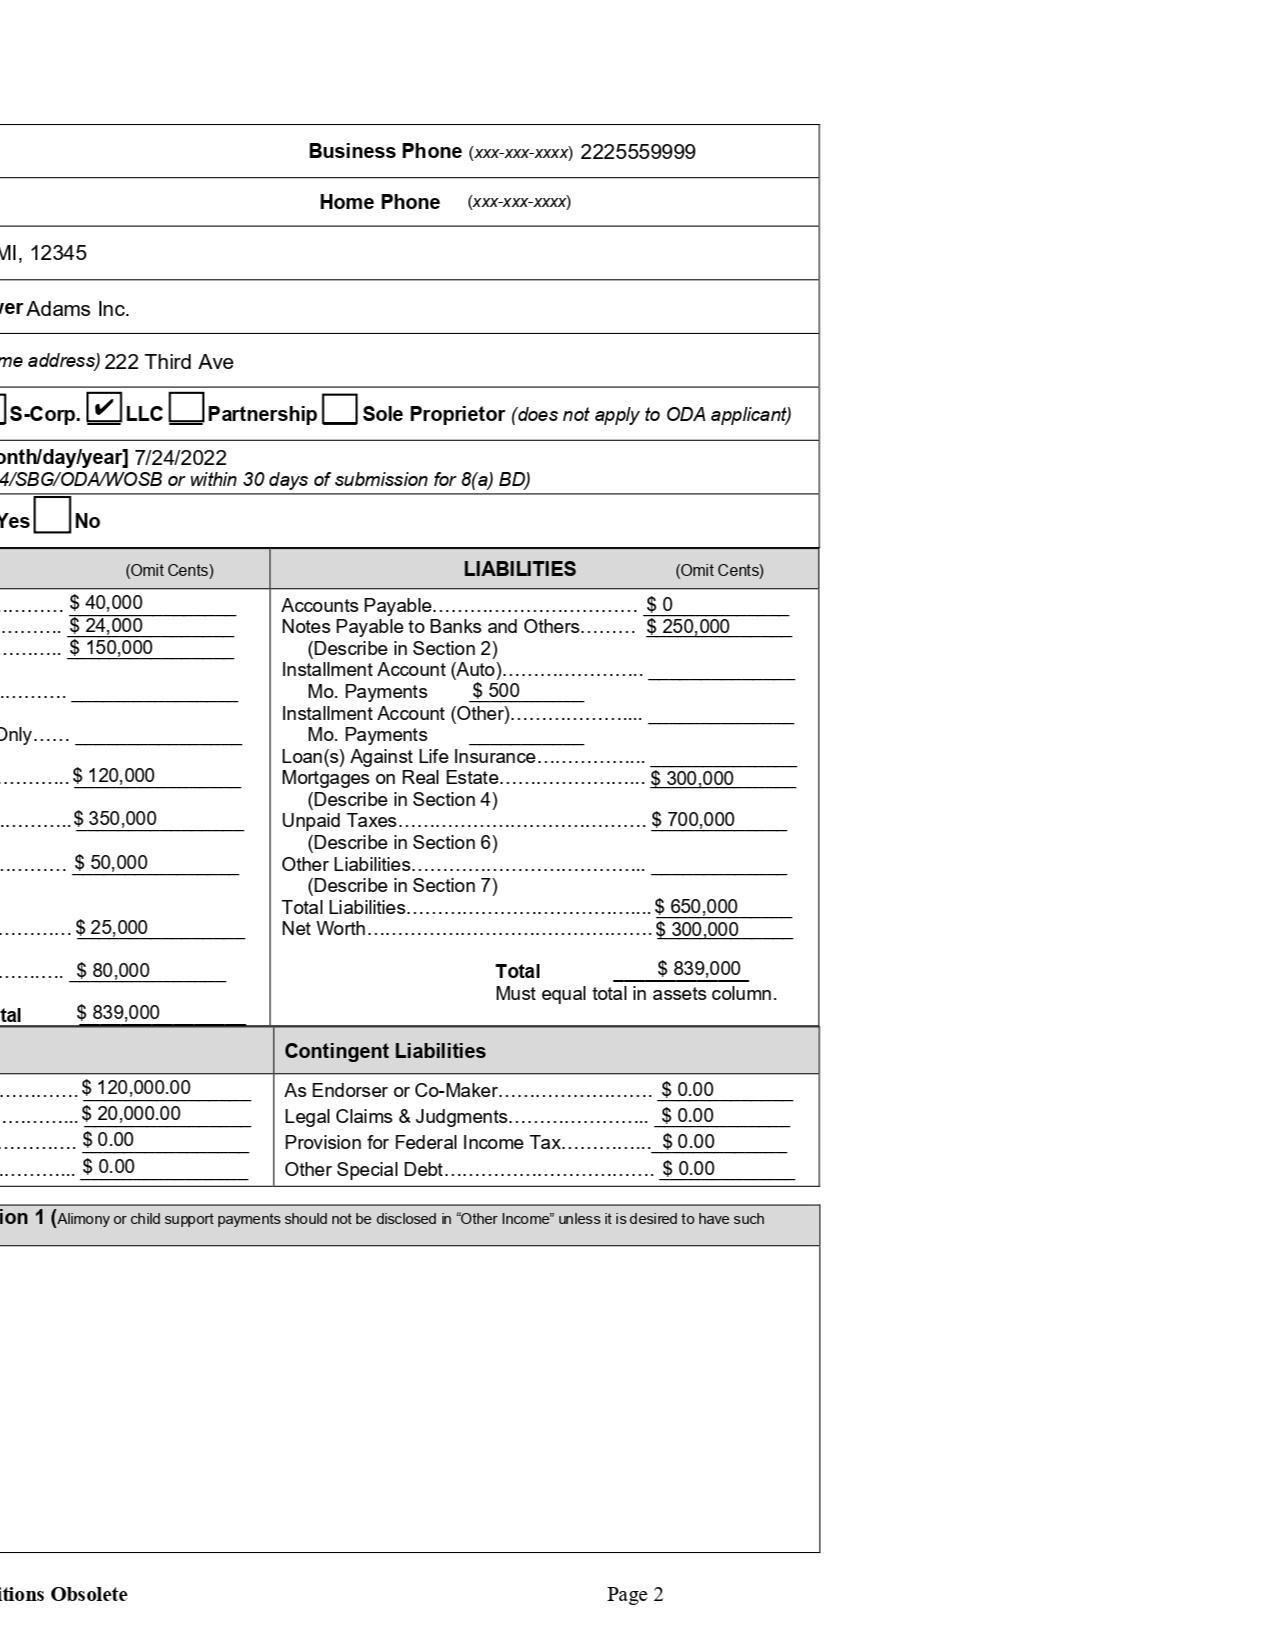 Business Phone (xxx-xxx-xxxx) 2225559999
Home Phone (xxx-xxx-xxxx)
MI, 12345
ver Adams Inc.
me address) 222 Third Ave
S-Corp. ✔ LLC Partnership Sole Proprietor (does not apply to ODA applicant)
onth/day/year] 7/24/2022
4/SBG/ODA/WOSB or within 30 days of submission for 8(a) BD)
Yes No
(Omit Cents) LIABILITIES (Omit Cents)
$ 40,000 Accounts Payable………………………………… $ 0
$ 24,000 Notes Payable to Banks and Others……… $ 250,000
$ 150,000 (Describe in Section 2)
Installment Account (Auto)……………………..
Mo. Payments $ 500
Installment Account (Other)…………………....
Only…… Mo. Payments
Loan(s) Against Life Insurance……………...
$ 120,000 Mortgages on Real Estate……………………. $ 300,000
(Describe in Section 4)
$ 350,000 Unpaid Taxes…………………………………… $ 700,000
(Describe in Section 6)
$ 50,000 Other Liabilities…………………………………..
(Describe in Section 7)
Total Liabilities…………………………………... $ 650,000
$ 25,000 Net Worth……………………………………………… $ 300,000
$ 80,000 Total $ 839,000
Must equal total in assets column.
tal $ 839,000
Contingent Liabilities
$ 120,000.00 As Endorser or Co-Maker……………………. $ 0.00
$ 20,000.00 Legal Claims & Judgments………………….. $ 0.00
$ 0.00 Provision for Federal Income Tax……………. $ 0.00
$ 0.00 Other Special Debt……………………………. $ 0.00
ion 1 (Alimony or child support payments should not be disclosed in “Other Income” unless it is desired to have such
itions Obsolete Page 2